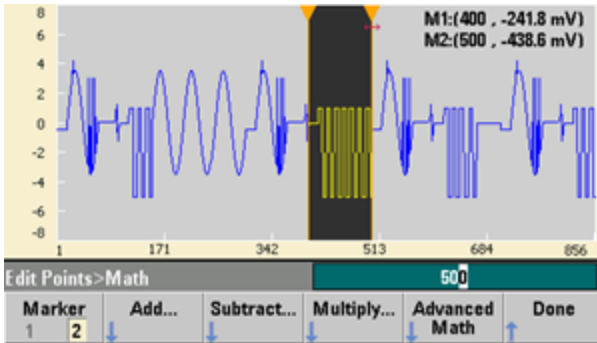 8
M1:(400 , -241.8 mV)
6
M2:(500 , -438.6 mV)
4
2
0
-2
-4
-6
-8
1 171 342 513 684 856
Edit Points>Math 500
Marker Add... Subtract... Multiply... Advanced Done
1 2 Math